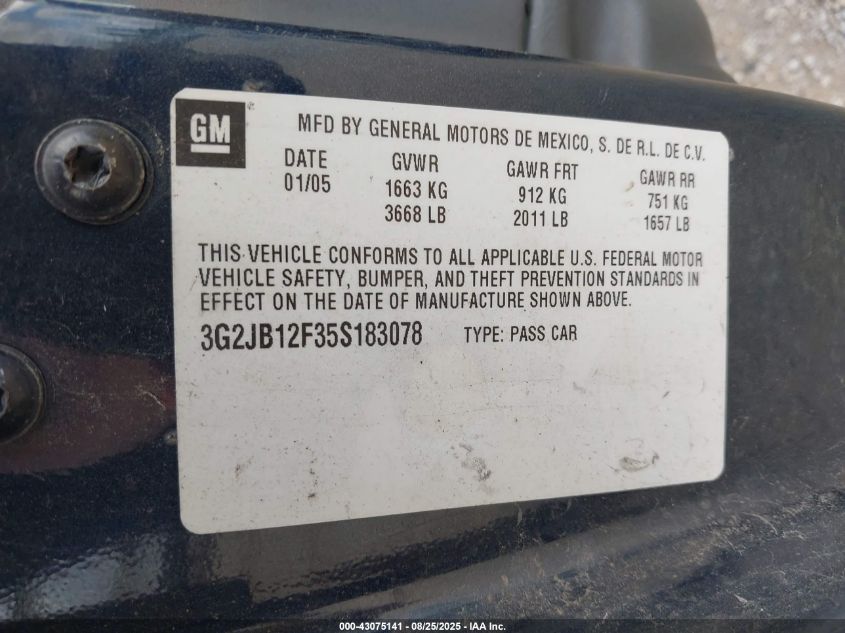 GM
MFD BY GENERAL MOTORS DE MEXICO, S. DE R.L. DE C.V.
DATE GVWR GAWR FRT GAWR RR
01/05 1663 KG 912 KG 751 KG
3668 LB 2011 LB 1657 LB
THIS VEHICLE CONFORMS TO ALL APPLICABLE U.S. FEDERAL MOTOR
VEHICLE SAFETY, BUMPER, AND THEFT PREVENTION STANDARDS IN
EFFECT ON THE DATE OF MANUFACTURE SHOWN ABOVE.
3G2JB12F35S183078 TYPE: PASS CAR
000-43075141 - 08/25/2025 - IAA Inc.